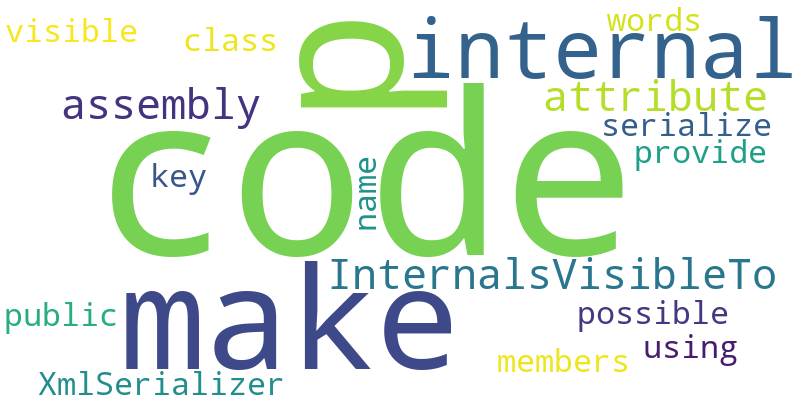 visible
class
p
internal
words
assembly
attribute
serialize
code
provide
key
name
InternalsVisibleTo
make
public
possible
using
members
XmlSerializer